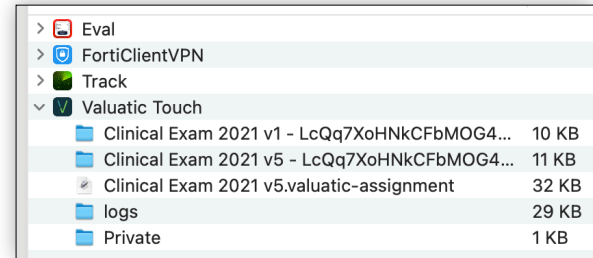 Eval
FortiClientVPN
Track
Valuatic Touch
Clinical Exam 2021 v1 - LcQq7XoHNkCFbMOG4... 10 KB
Clinical Exam 2021 v5 - LcQq7XoHNkCFbMOG4... 11 KB
Clinical Exam 2021 v5.valuatic-assignment 32 KB
logs 29 KB
Private 1 KB